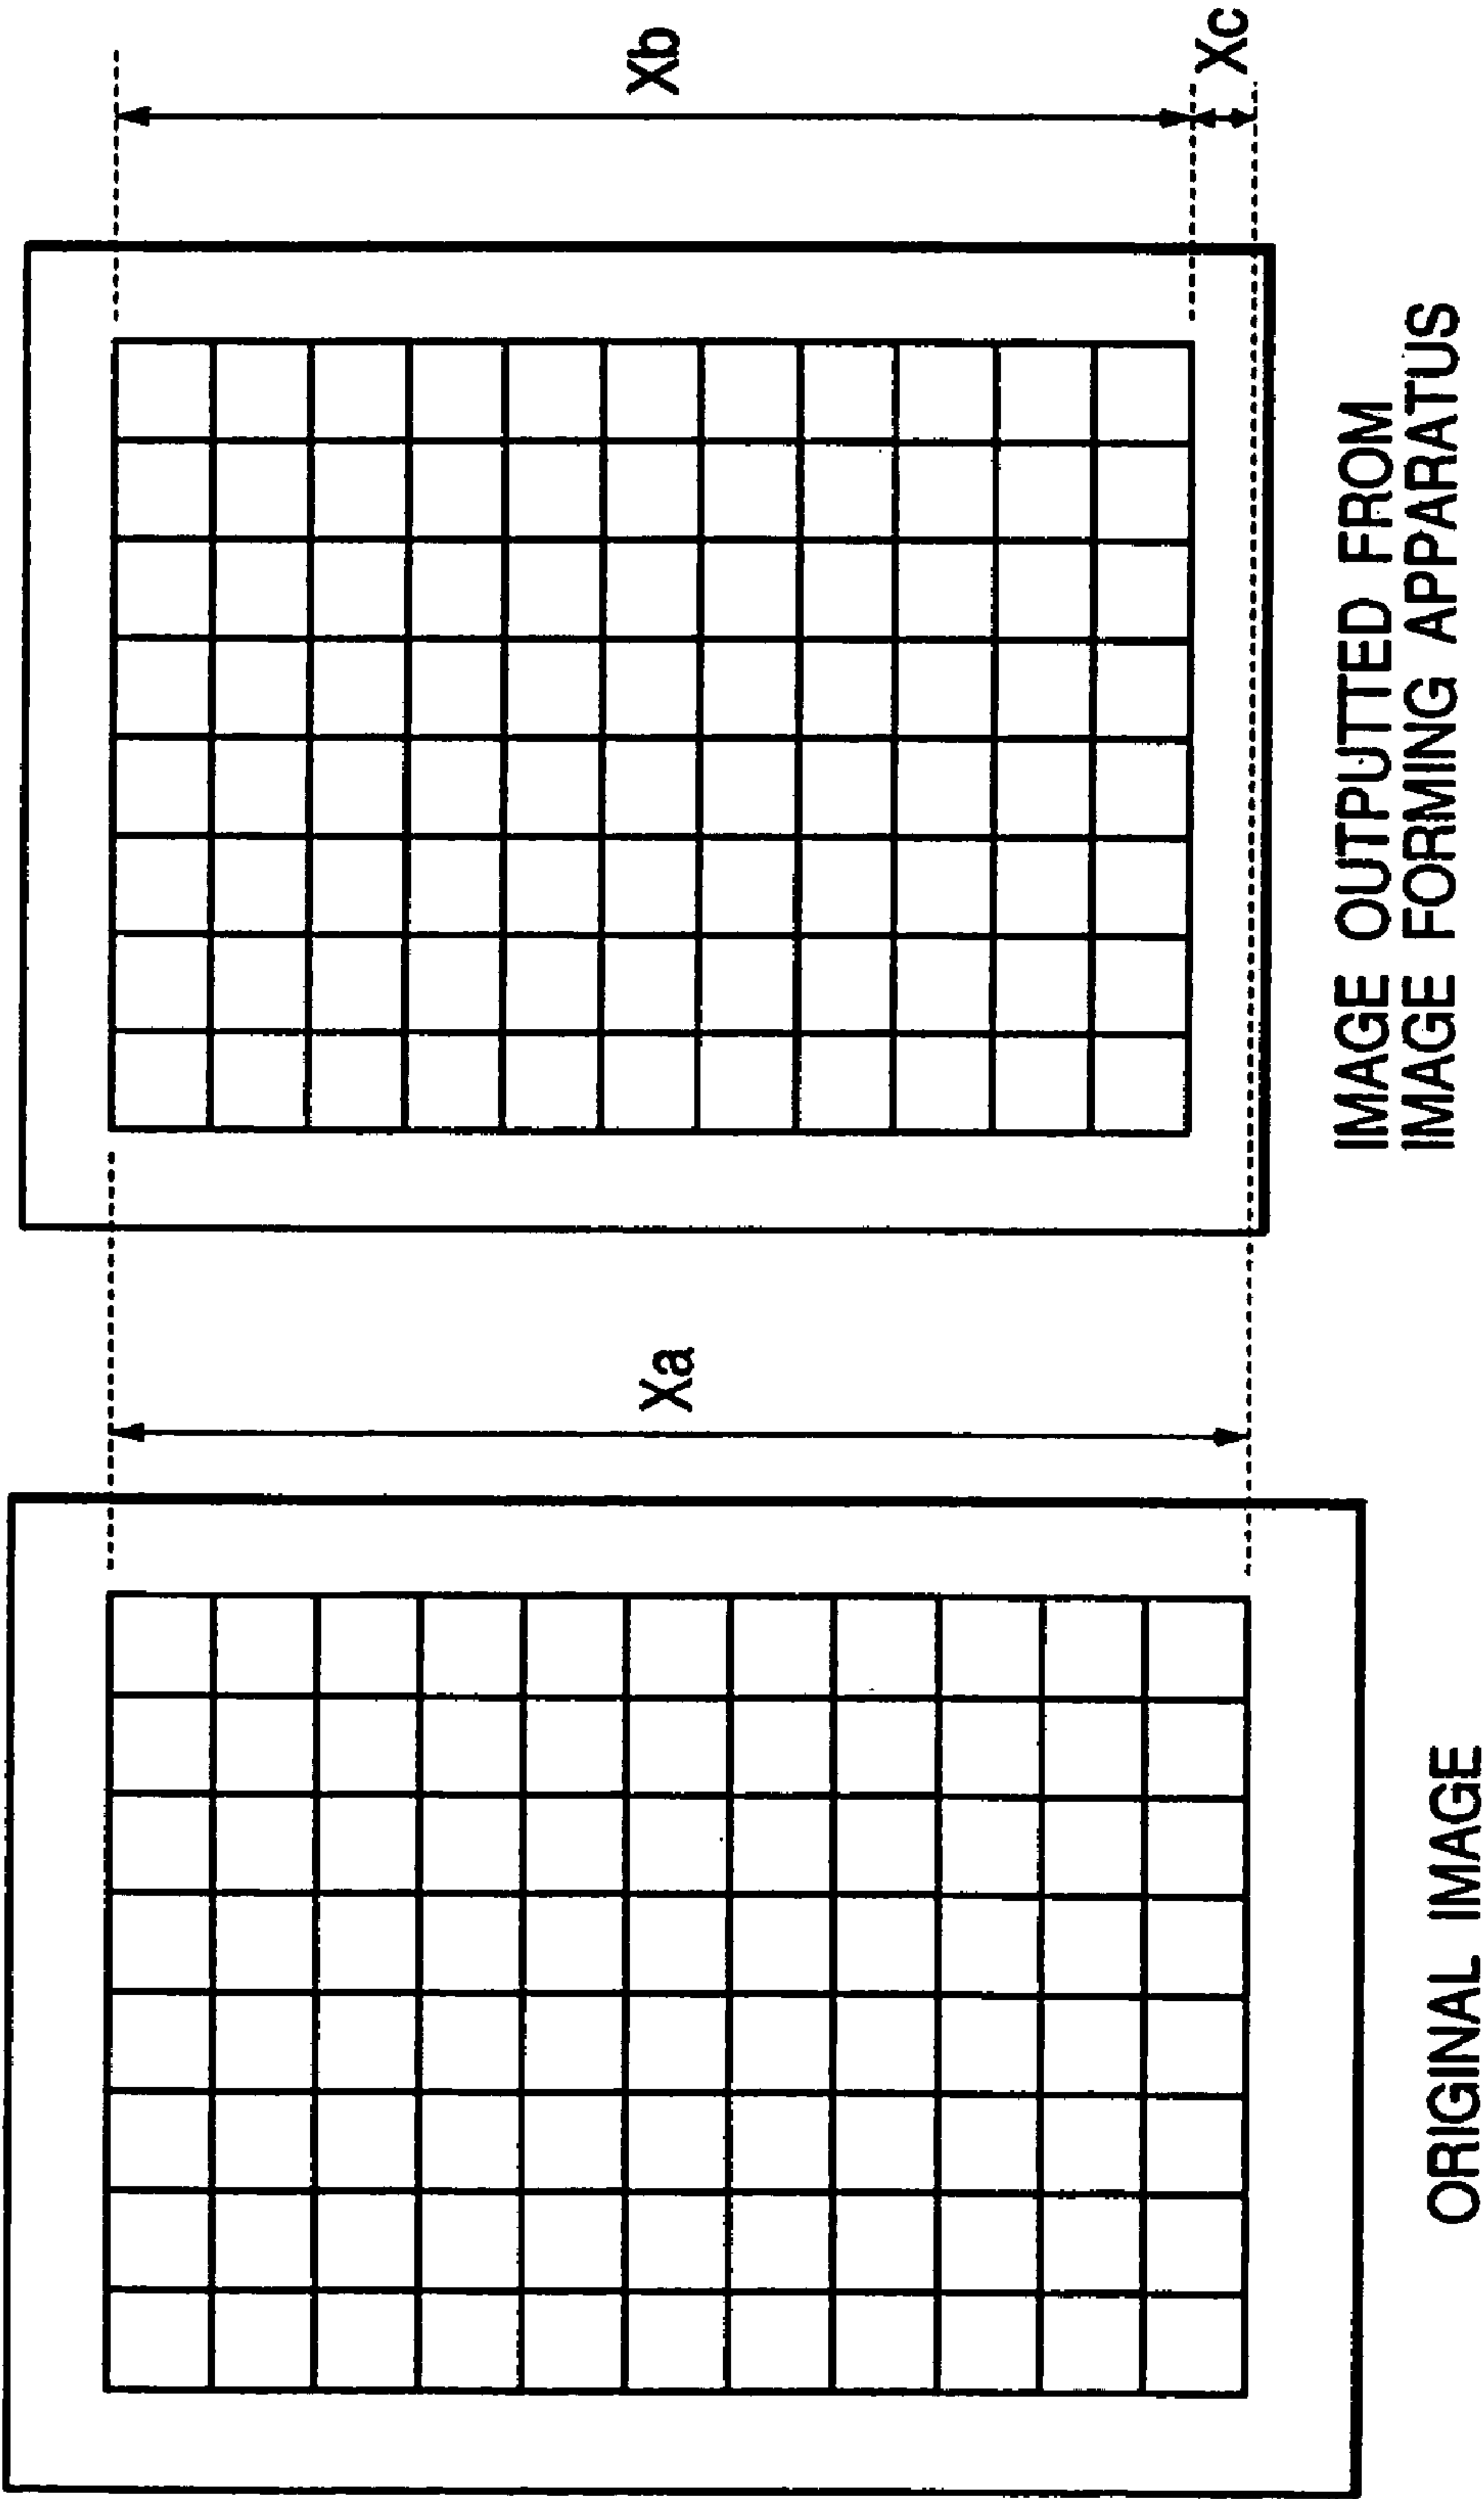 Xa
Xb
Xc
ORIGINAL IMAGE
IMAGE OUTPUTTED FROM
IMAGE FORMING APPARATUS